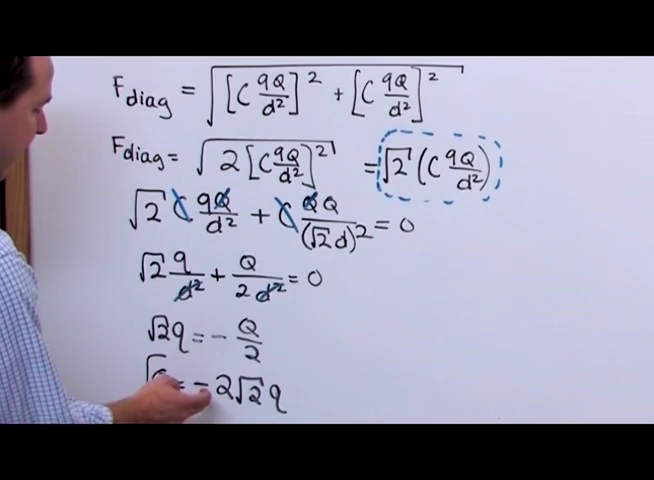 F_diag = √([C qQ/d²]² + [C qQ/d²]²)
F_diag = √(2[C qQ/d²]²) = √2 (C qQ/d²)
√2 C qQ/d² + C QQ/(√2 d)² = 0
√2 q/d² + Q/(2d²) = 0
√2 q = - Q/2
= -2√2 q